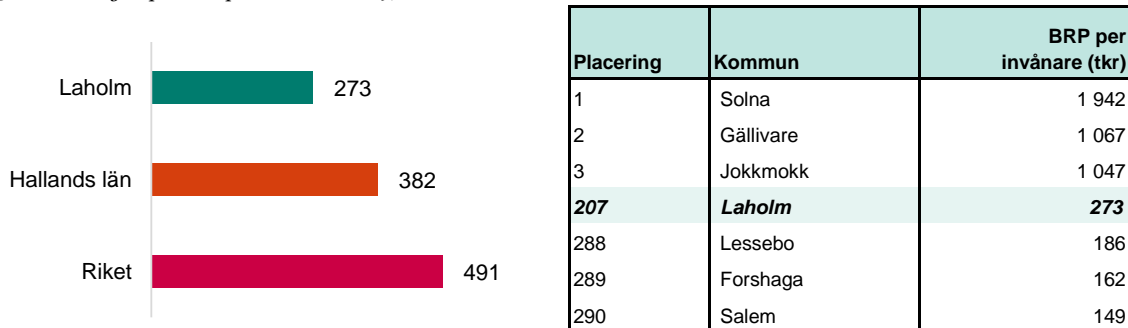 Laholm 273
Hallands län 382
Riket 491
Placering Kommun BRP per invånare (tkr)
1 Solna 1 942
2 Gällivare 1 067
3 Jokkmokk 1 047
207 Laholm 273
288 Lessebo 186
289 Forshaga 162
290 Salem 149